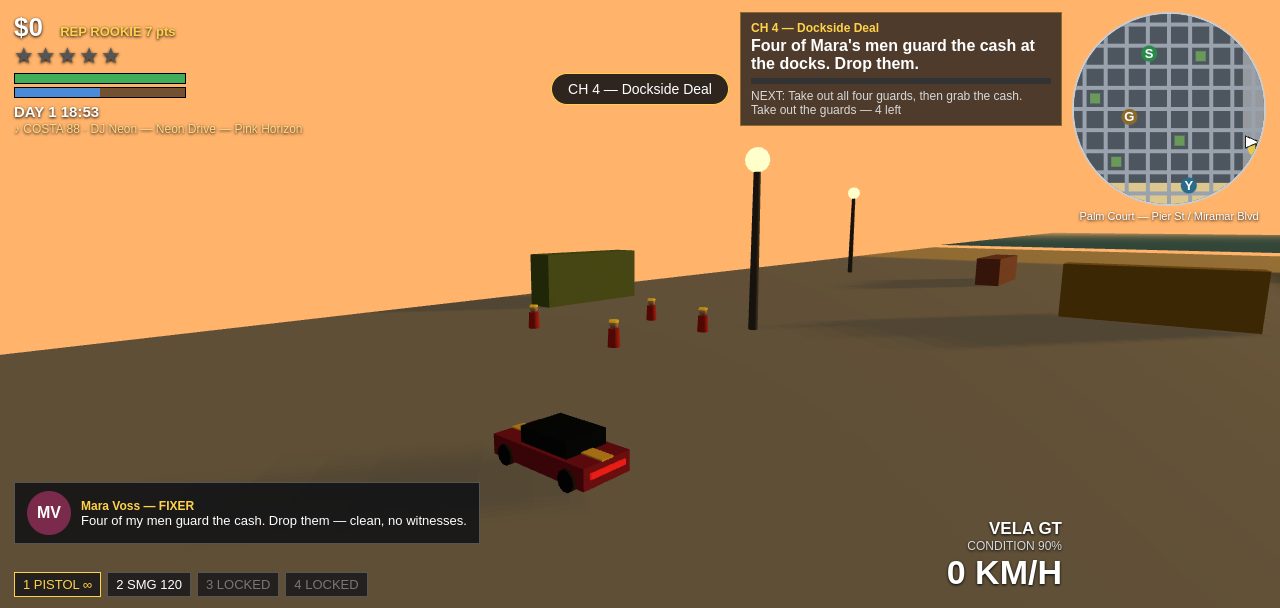 $0 REP ROOKIE 7 pts
DAY 1 18:53
♪ COSTA 88 · DJ Neon — Neon Drive — Pink Horizon
CH 4 — Dockside Deal
CH 4 — Dockside Deal
Four of Mara's men guard the cash at
the docks. Drop them.
NEXT: Take out all four guards, then grab the cash.
Take out the guards — 4 left
S
G
Y
Palm Court — Pier St / Miramar Blvd
MV
Mara Voss — FIXER
Four of my men guard the cash. Drop them — clean, no witnesses.
1 PISTOL ∞
2 SMG 120
3 LOCKED
4 LOCKED
VELA GT
CONDITION 90%
0 KM/H